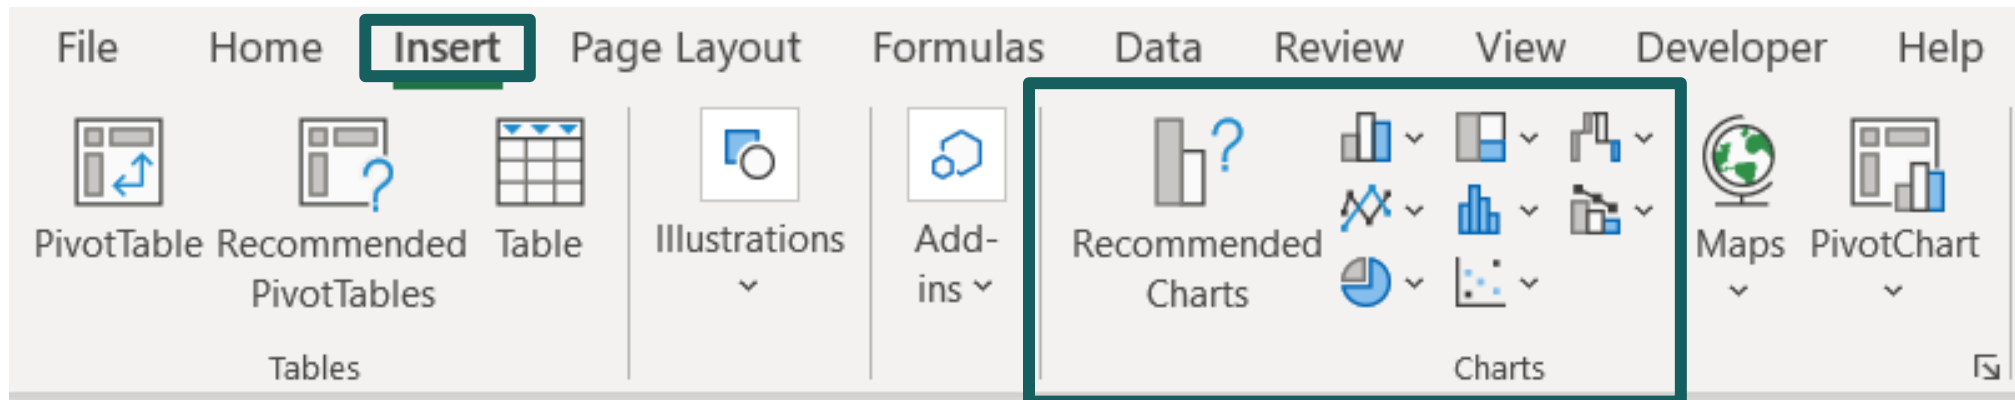 File Home Insert Page Layout Formulas Data Review View Developer Help
PivotTable Recommended PivotTables Table
Illustrations
Add-ins
Recommended Charts
Maps PivotChart
Tables
Charts